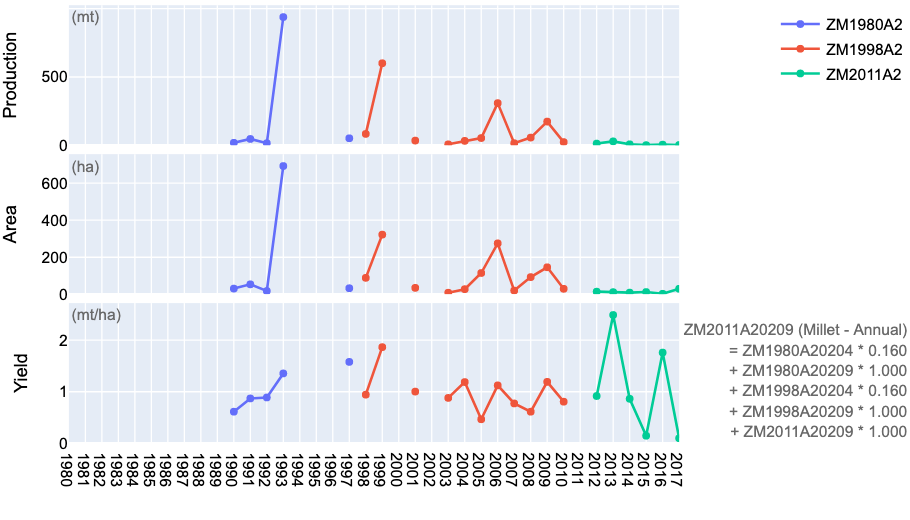 Production
(mt)
500
0
ZM1980A2
ZM1998A2
ZM2011A2
Area
(ha)
600
400
200
0
Yield
(mt/ha)
2
1
0
1980 1981 1982 1983 1984 1985 1986 1987 1988 1989 1990 1991 1992 1993 1994 1995 1996 1997 1998 1999 2000 2001 2002 2003 2004 2005 2006 2007 2008 2009 2010 2011 2012 2013 2014 2015 2016 2017
ZM2011A20209 (Millet - Annual)
= ZM1980A20204 * 0.160
+ ZM1980A20209 * 1.000
+ ZM1998A20204 * 0.160
+ ZM1998A20209 * 1.000
+ ZM2011A20209 * 1.000